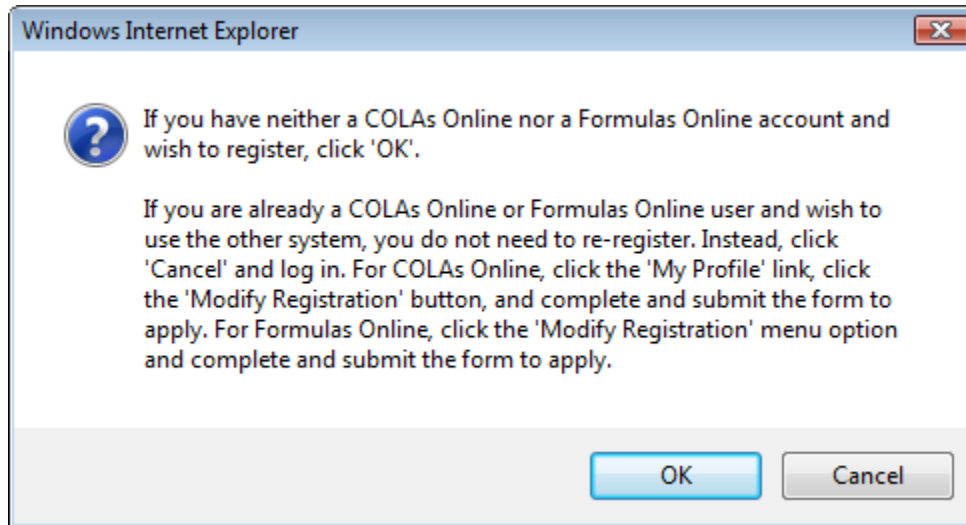 Windows Internet Explorer
If you have neither a COLAs Online nor a Formulas Online account and
wish to register, click 'OK'.
If you are already a COLAs Online or Formulas Online user and wish to
use the other system, you do not need to re-register. Instead, click
'Cancel' and log in. For COLAs Online, click the 'My Profile' link, click
the 'Modify Registration' button, and complete and submit the form to
apply. For Formulas Online, click the 'Modify Registration' menu option
and complete and submit the form to apply.
OK Cancel